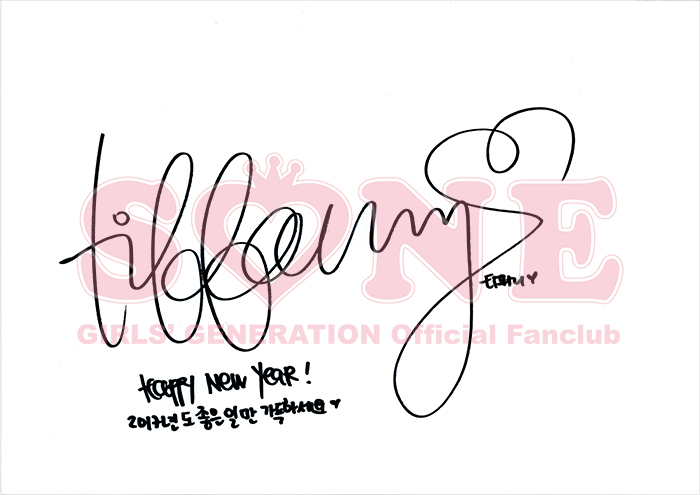 tiffany
티파니♥
SONE
GIRLS' GENERATION Official Fanclub
HAPPY NEW YEAR!
2017년도 좋은 일만 가득하세요♥